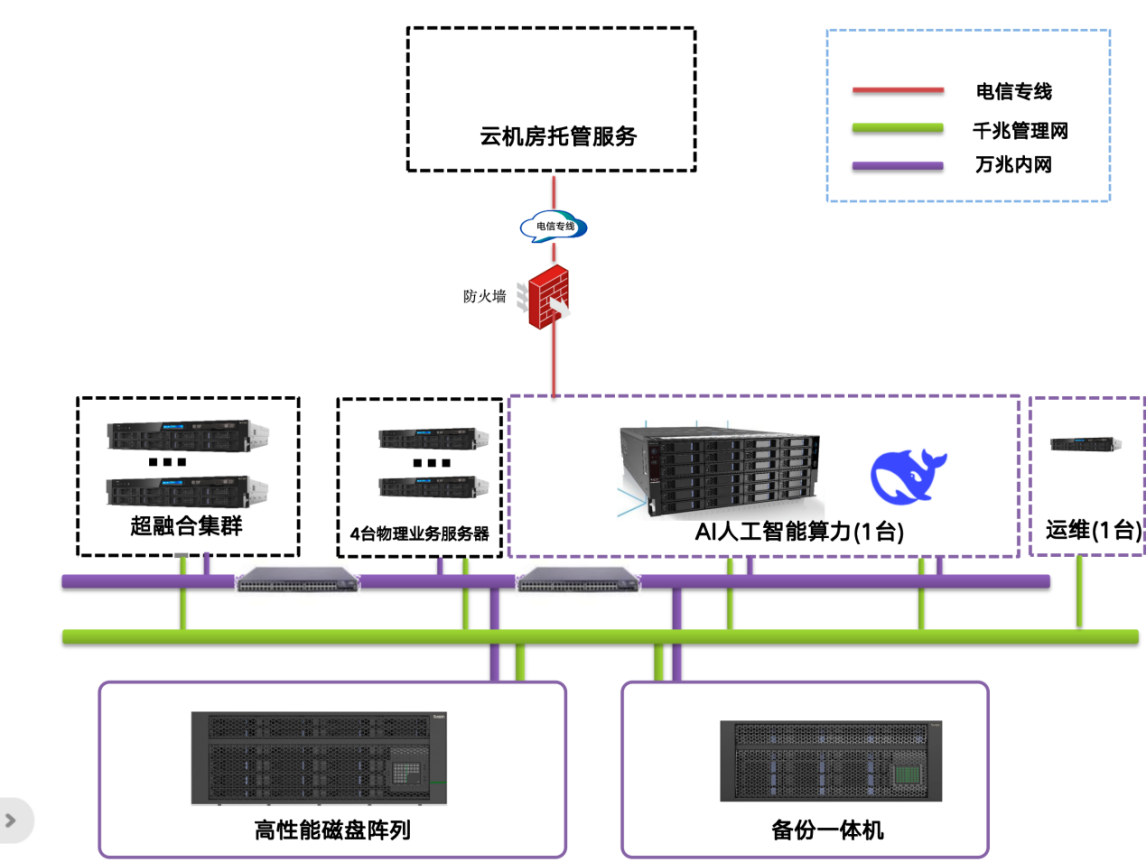 云机房托管服务
电信专线
千兆管理网
万兆内网
电信专线
防火墙
超融合集群
4台物理业务服务器
AI人工智能算力(1台)
运维(1台)
高性能磁盘阵列
备份一体机